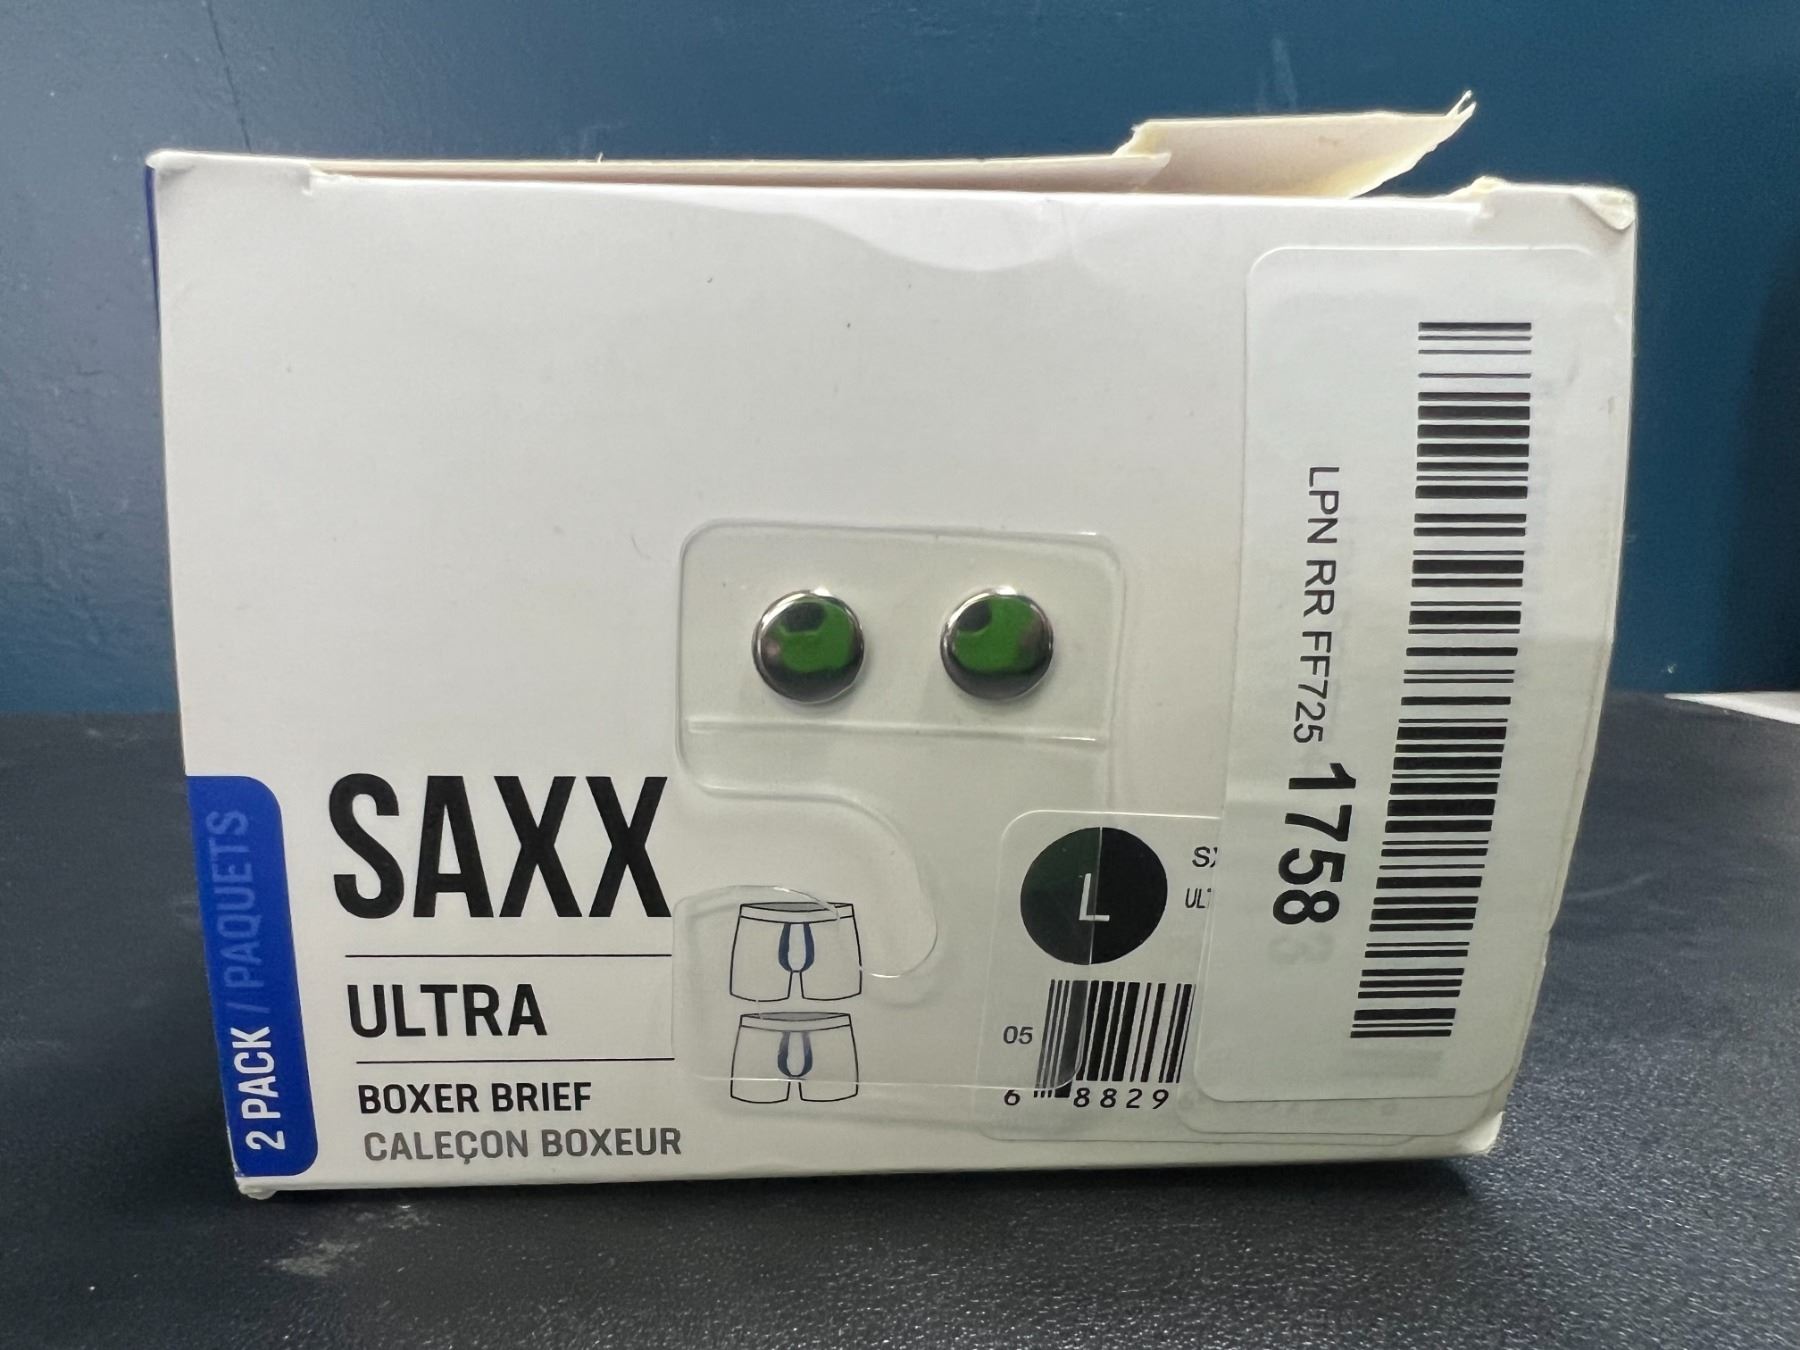 2 PACK / PAQUETS
SAXX
ULTRA
BOXER BRIEF
CALEÇON BOXEUR
L
05
6 8829
LPN RR FF725 1758